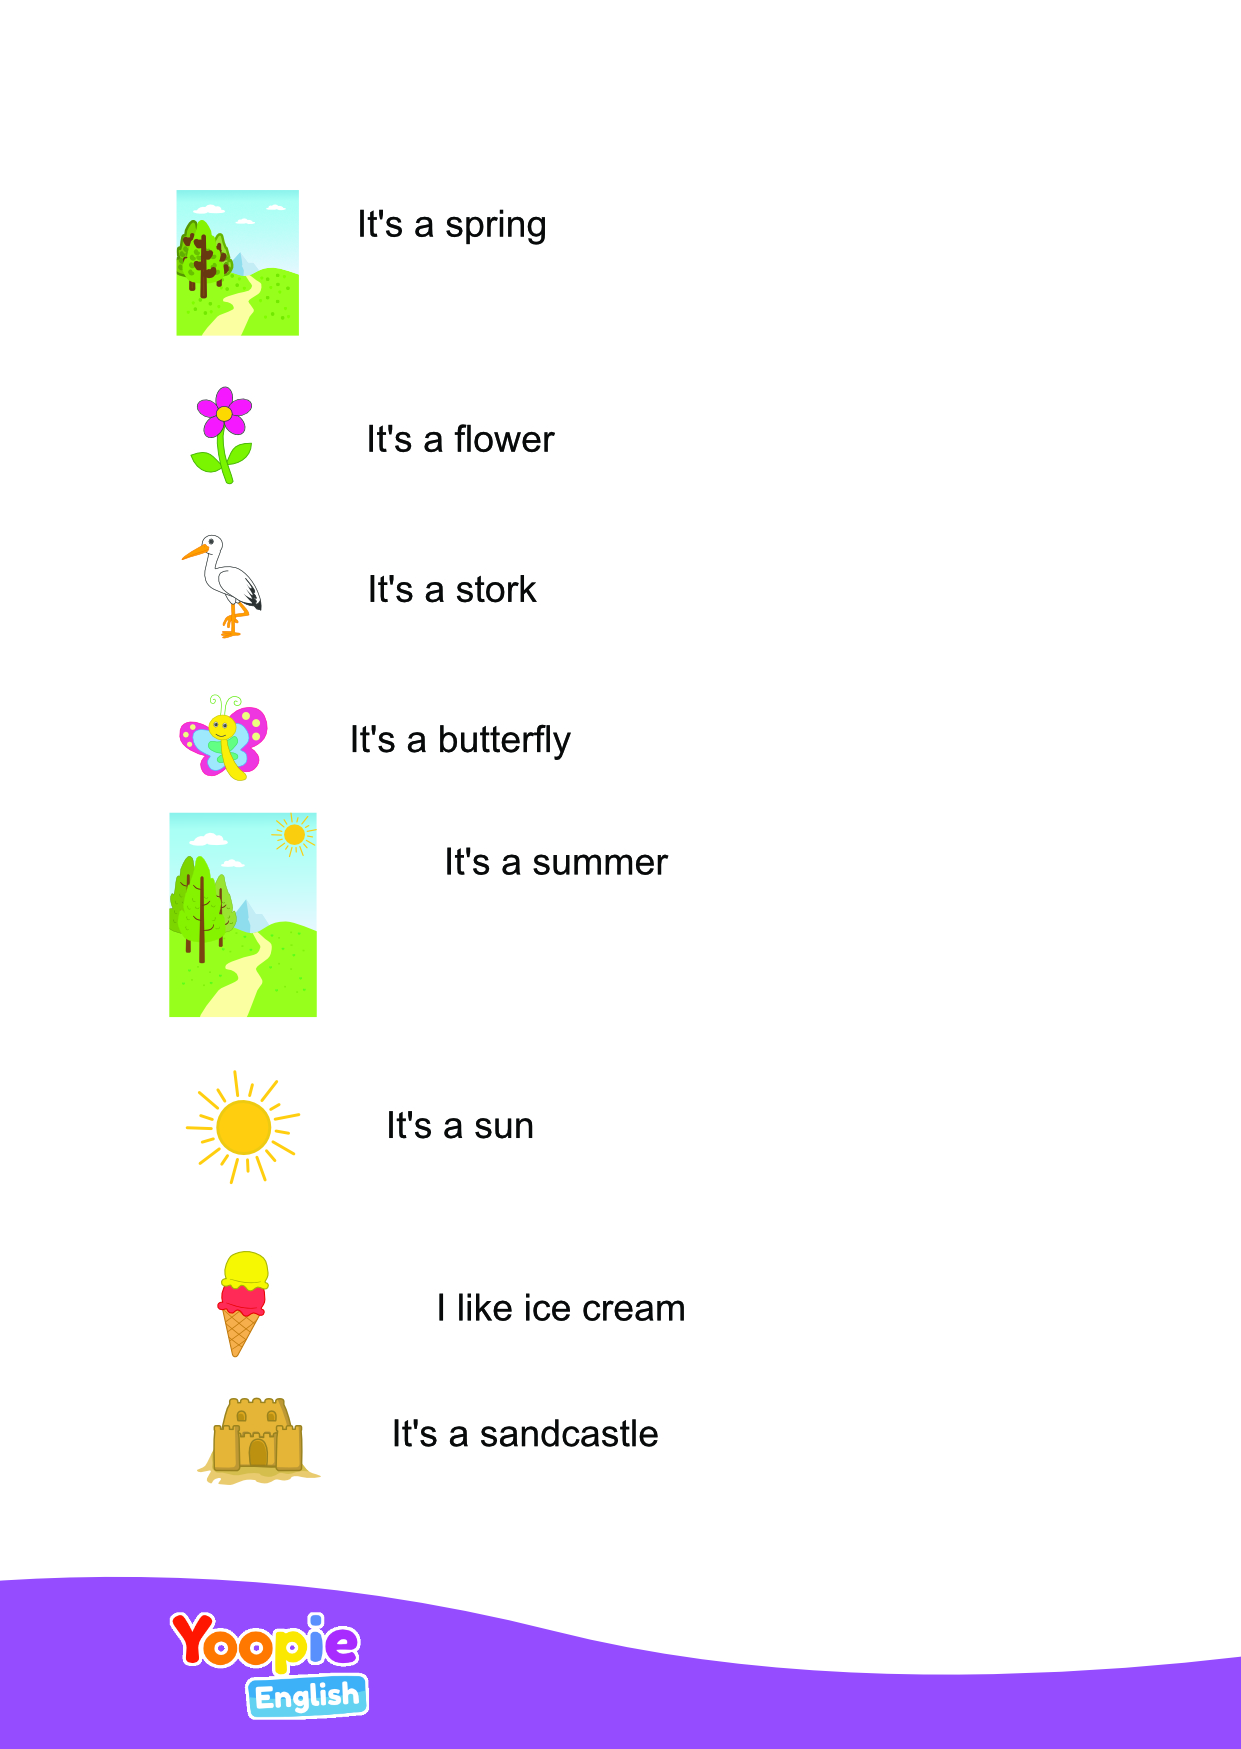 It's a spring
It's a flower
It's a stork
It's a butterfly
It's a summer
It's a sun
I like ice cream
It's a sandcastle
Yoopie
English